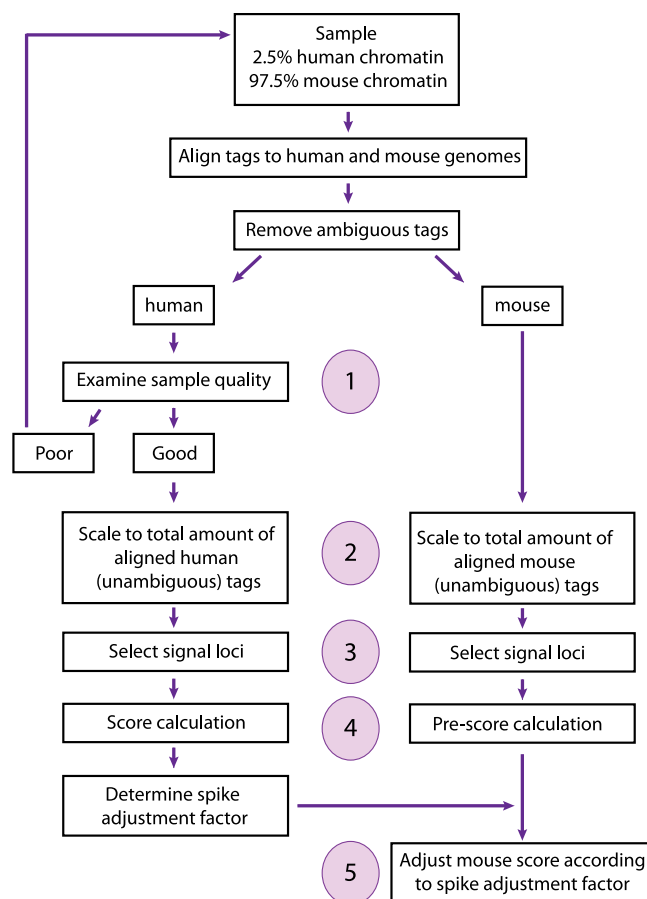 Sample
2.5% human chromatin
97.5% mouse chromatin
Align tags to human and mouse genomes
Remove ambiguous tags
human
mouse
Examine sample quality
1
Poor
Good
Scale to total amount of
aligned human
(unambiguous) tags
2
Scale to total amount of
aligned mouse
(unambiguous) tags
Select signal loci
3
Select signal loci
Score calculation
4
Pre-score calculation
Determine spike
adjustment factor
5
Adjust mouse score according
to spike adjustment factor